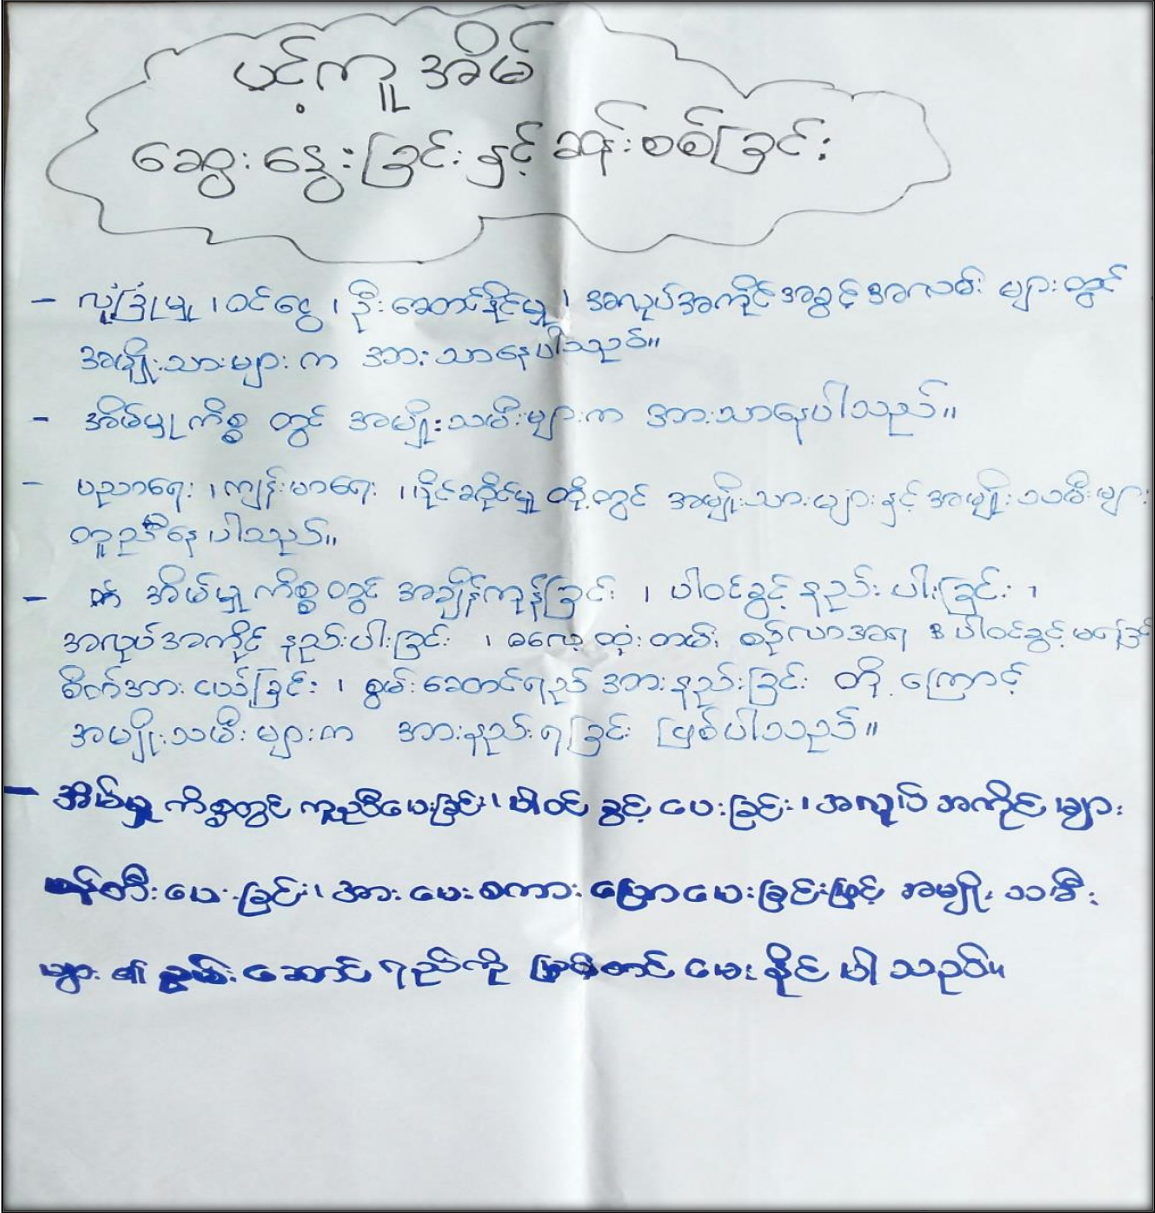 ပင့်ကူအိမ်
ဆွေးနွေးခြင်းနှင့် ဆန်းစစ်ခြင်း
- လုံခြုံမှု ၊ ဝင်ငွေ ၊ ဦးဆောင်နိုင်မှု ၊ အလုပ်အကိုင်အခွင့်အလမ်း များတွင်
အမျိုးသားများ က အားသာနေပါသည်။
- အိမ်မှုကိစ္စ တွင် အမျိုးသမီးများက အားသာနေပါသည်။
- ပညာရေး ၊ ကျန်းမာရေး ၊ ပိုင်ဆိုင်မှု တို့တွင် အမျိုးသားများနှင့် အမျိုးသမီးများ
တူညီနေပါသည်။
- အိမ်မှုကိစ္စတွင် အချိန်ကုန်ခြင်း ၊ ပါဝင်ခွင့်နည်းပါးခြင်း ၊
အလုပ်အကိုင် နည်းပါးခြင်း ၊ ဓလေ့ထုံးတမ်း စဉ်လာအရ ပါဝင်ခွင့်
စိတ်အားငယ်ခြင်း ၊ စွမ်းဆောင်ရည် အားနည်းခြင်း တို့ကြောင့်
အမျိုးသမီးများက အားနည်းရခြင်း ဖြစ်ပါသည်။
- အိမ်မှု ကိစ္စတွင် ကူညီပေးခြင်း ၊ ပါဝင်ခွင့် ပေးခြင်း ၊ အလုပ်အကိုင်များ
ဖန်တီးပေးခြင်း ၊ အားပေးစကား ပြောပေးခြင်းဖြင့် အမျိုးသမီး
များ၏ စွမ်းဆောင်ရည်ကို မြှင့်တင်ပေးနိုင်ပါသည်။